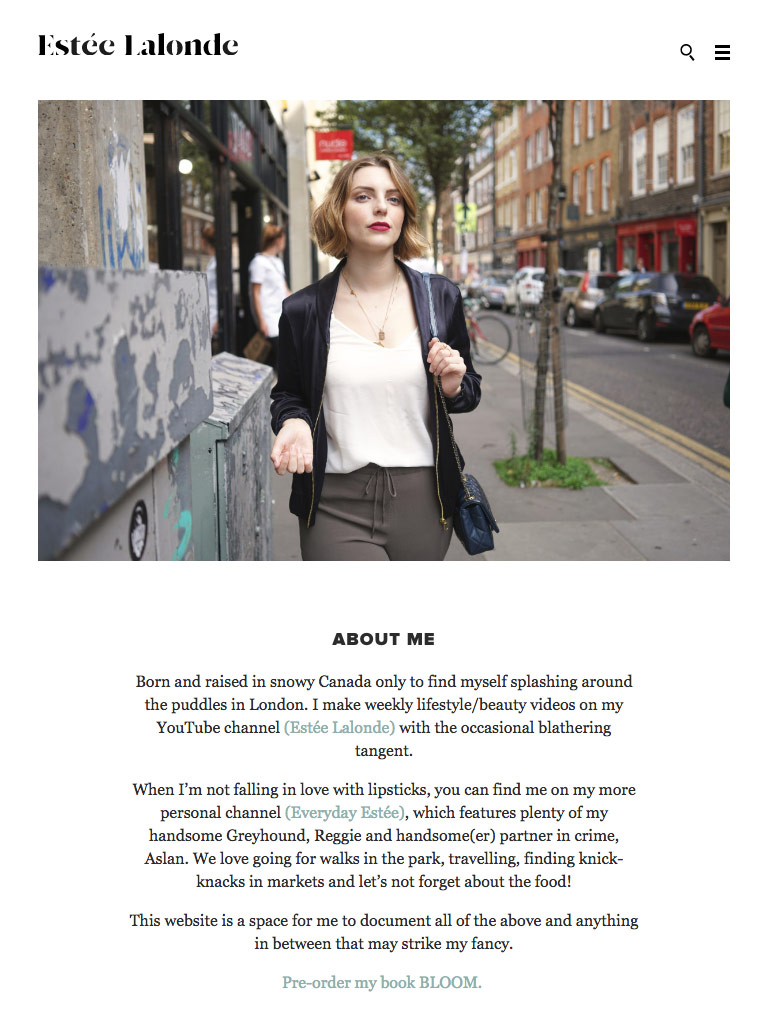 Estée Lalonde
nude
ABOUT ME
Born and raised in snowy Canada only to find myself splashing around
the puddles in London. I make weekly lifestyle/beauty videos on my
YouTube channel (Estée Lalonde) with the occasional blathering
tangent.
When I’m not falling in love with lipsticks, you can find me on my more
personal channel (Everyday Estée), which features plenty of my
handsome Greyhound, Reggie and handsome(er) partner in crime,
Aslan. We love going for walks in the park, travelling, finding knick-
knacks in markets and let’s not forget about the food!
This website is a space for me to document all of the above and anything
in between that may strike my fancy.
Pre-order my book BLOOM.